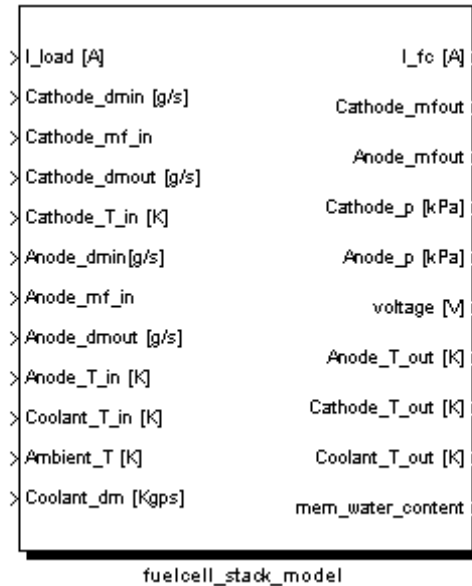 I_load [A]
Cathode_dmin [g/s]
Cathode_mf_in
Cathode_dmout [g/s]
Cathode_T_in [K]
Anode_dmin[g/s]
Anode_mf_in
Anode_dmout [g/s]
Anode_T_in [K]
Coolant_T_in [K]
Ambient_T [K]
Coolant_dm [Kgps]
I_fc [A]
Cathode_mfout
Anode_mfout
Cathode_p [kPa]
Anode_p [kPa]
voltage [V]
Anode_T_out [K]
Cathode_T_out [K]
Coolant_T_out [K]
mem_water_content
fuelcell_stack_model